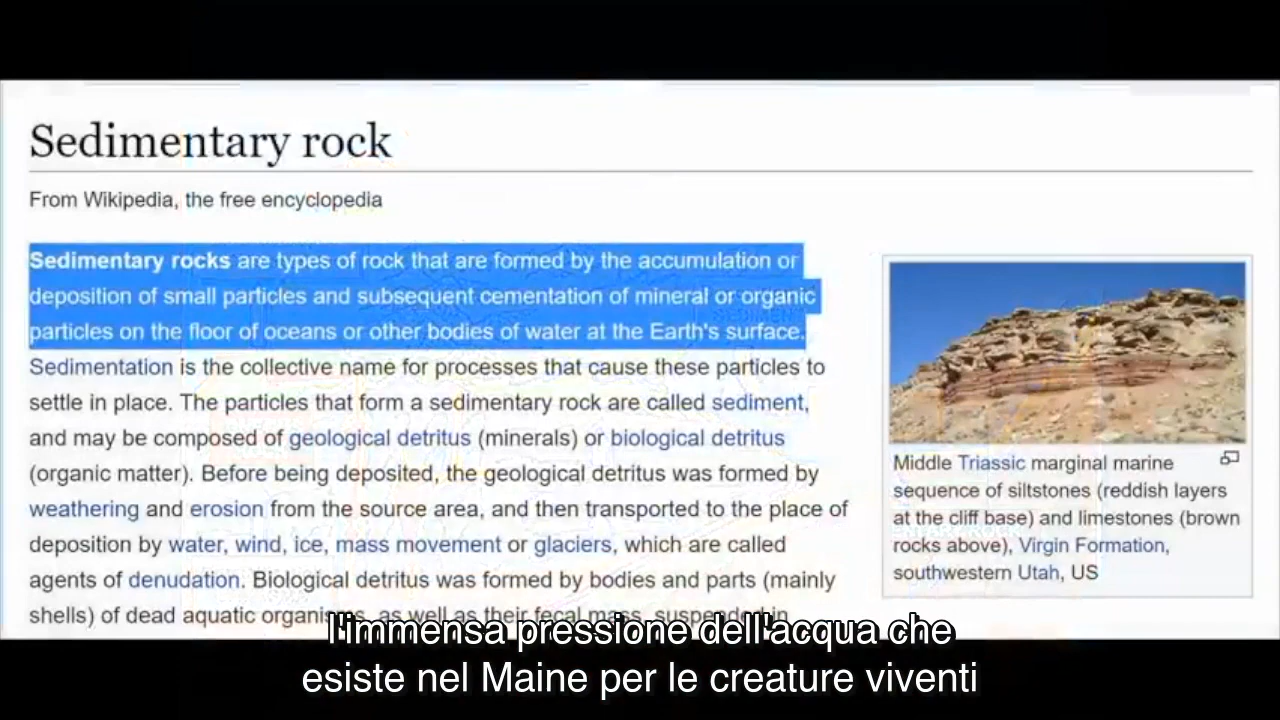 Sedimentary rock
From Wikipedia, the free encyclopedia
Sedimentary rocks are types of rock that are formed by the accumulation or
deposition of small particles and subsequent cementation of mineral or organic
particles on the floor of oceans or other bodies of water at the Earth's surface.
Sedimentation is the collective name for processes that cause these particles to
settle in place. The particles that form a sedimentary rock are called sediment,
and may be composed of geological detritus (minerals) or biological detritus
(organic matter). Before being deposited, the geological detritus was formed by
weathering and erosion from the source area, and then transported to the place of
deposition by water, wind, ice, mass movement or glaciers, which are called
agents of denudation. Biological detritus was formed by bodies and parts (mainly
shells) of dead aquatic organisms, as well as their fecal mass, suspended in
Middle Triassic marginal marine
sequence of siltstones (reddish layers
at the cliff base) and limestones (brown
rocks above), Virgin Formation,
southwestern Utah, US
l'immensa pressione dell'acqua che
esiste nel Maine per le creature viventi